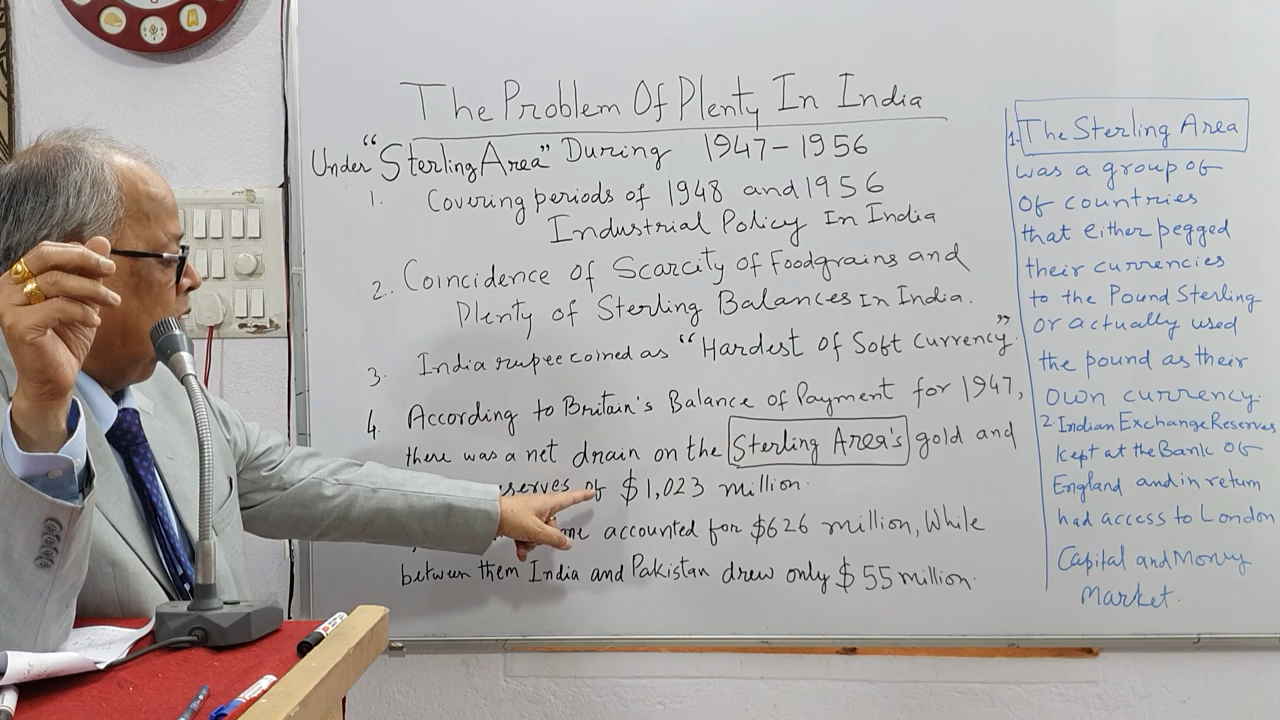 The Problem Of Plenty In India
Under "Sterling Area" During 1947-1956
1. Covering periods of 1948 and 1956
Industrial Policy In India
2. Coincidence of Scarcity of Foodgrains and
Plenty of Sterling Balances In India.
3. India rupee coined as "Hardest of Soft Currency"
4. According to Britain's Balance of Payment for 1947,
there was a net drain on the Sterling Area's gold and
of $1,023 million.
accounted for $626 million, While
between them India and Pakistan drew only $55 million.
1. The Sterling Area
was a group of
of countries
that either pegged
their currencies
to the Pound Sterling
or actually used
the pound as their
own currency.
2. Indian Exchange Reserves
kept at the Bank of
England and in return
had access to London
Capital and Money
Market.